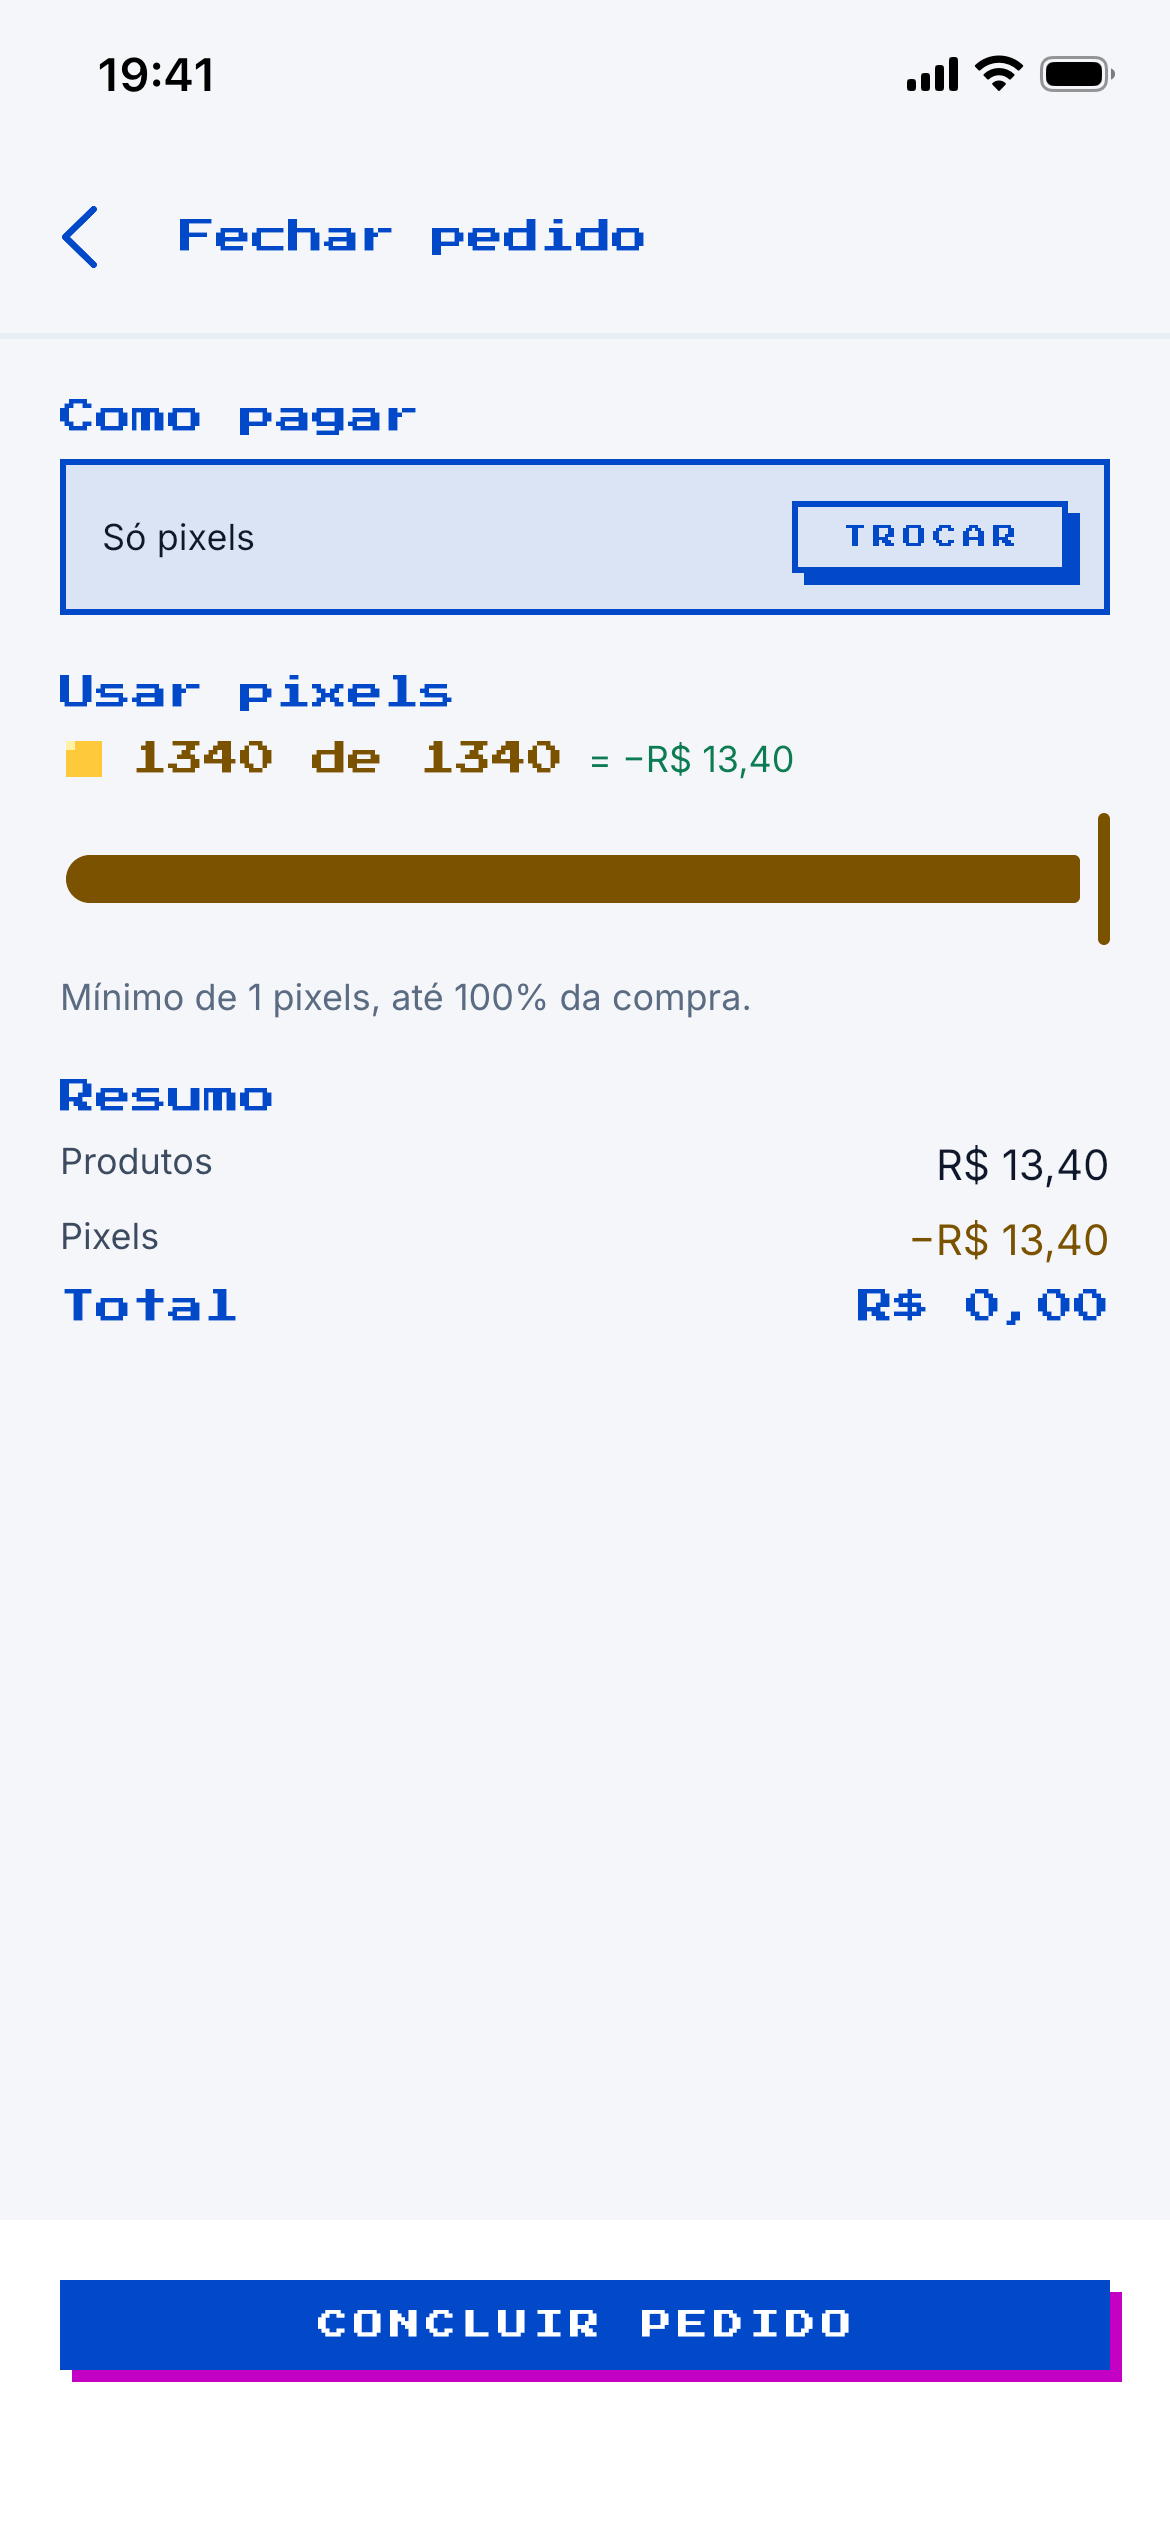 19:41
Fechar pedido
Como pagar
Só pixels
TROCAR
Usar pixels
1340 de 1340 = −R$ 13,40
Mínimo de 1 pixels, até 100% da compra.
Resumo
Produtos R$ 13,40
Pixels −R$ 13,40
Total R$ 0,00
CONCLUIR PEDIDO